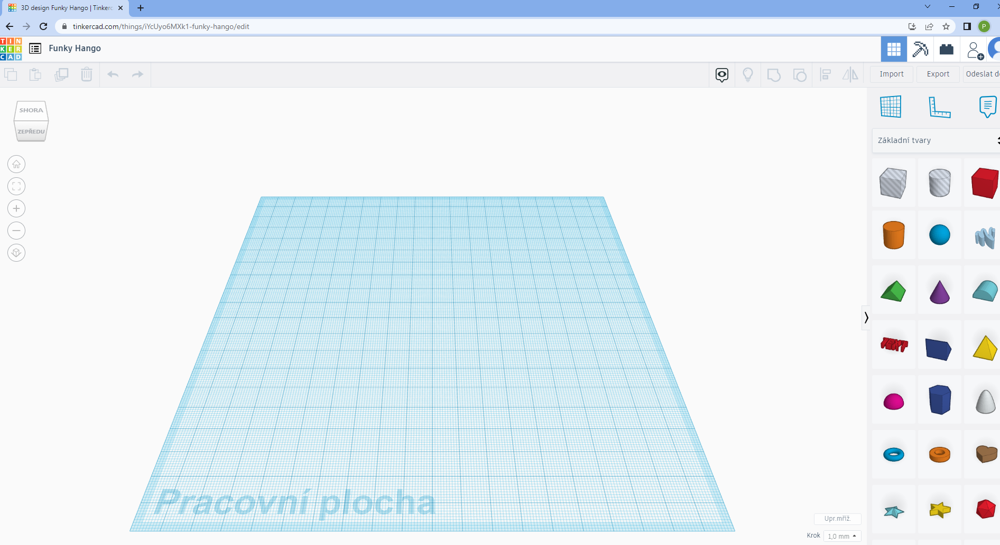 3D design Funky Hango | Tinkerc
tinkercad.com/things/iYcUyo6MXk1-funky-hango/edit
P
TIN
KER
CAD
Funky Hango
Import
Export
Odeslat do
SHORA
ZEPŘEDU
Základní tvary
TEXT
Pracovní plocha
Upr.mříž.
Krok
1,0 mm